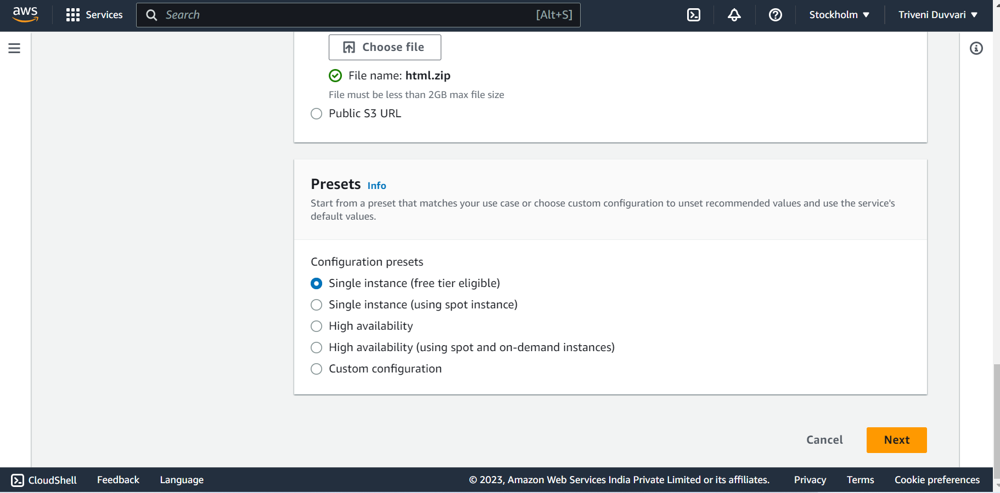 aws
Services
Search
[Alt+S]
Stockholm
Triveni Duvvari
Choose file
File name: html.zip
File must be less than 2GB max file size
Public S3 URL
Presets Info
Start from a preset that matches your use case or choose custom configuration to unset recommended values and use the service's
default values.
Configuration presets
Single instance (free tier eligible)
Single instance (using spot instance)
High availability
High availability (using spot and on-demand instances)
Custom configuration
Cancel
Next
CloudShell
Feedback
Language
© 2023, Amazon Web Services India Private Limited or its affiliates.
Privacy
Terms
Cookie preferences